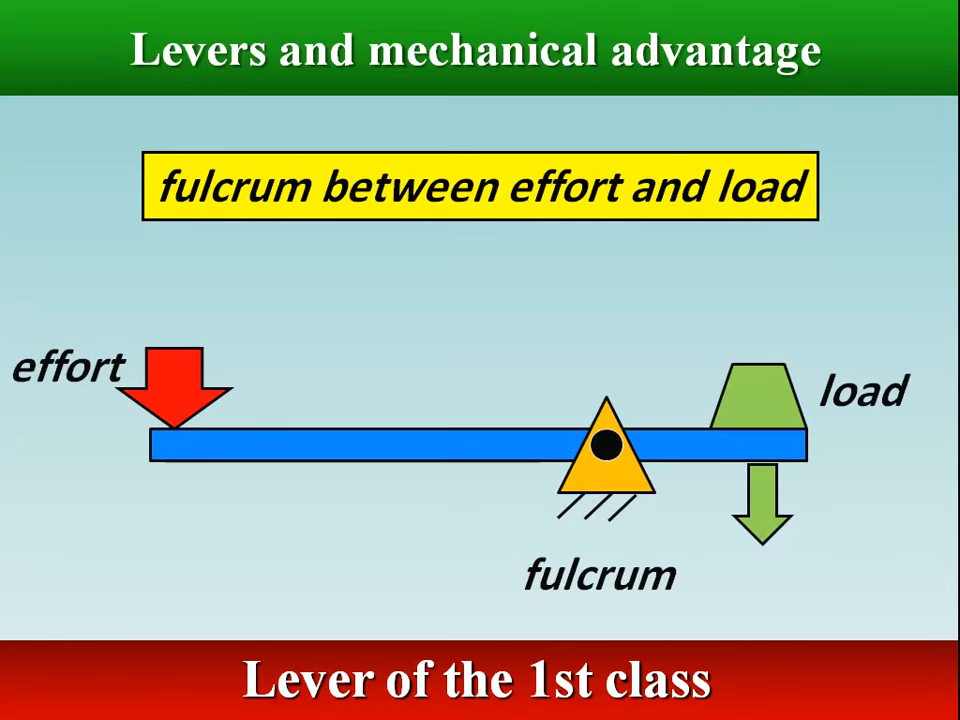 Levers and mechanical advantage
fulcrum between effort and load
effort
load
fulcrum
Lever of the 1st class